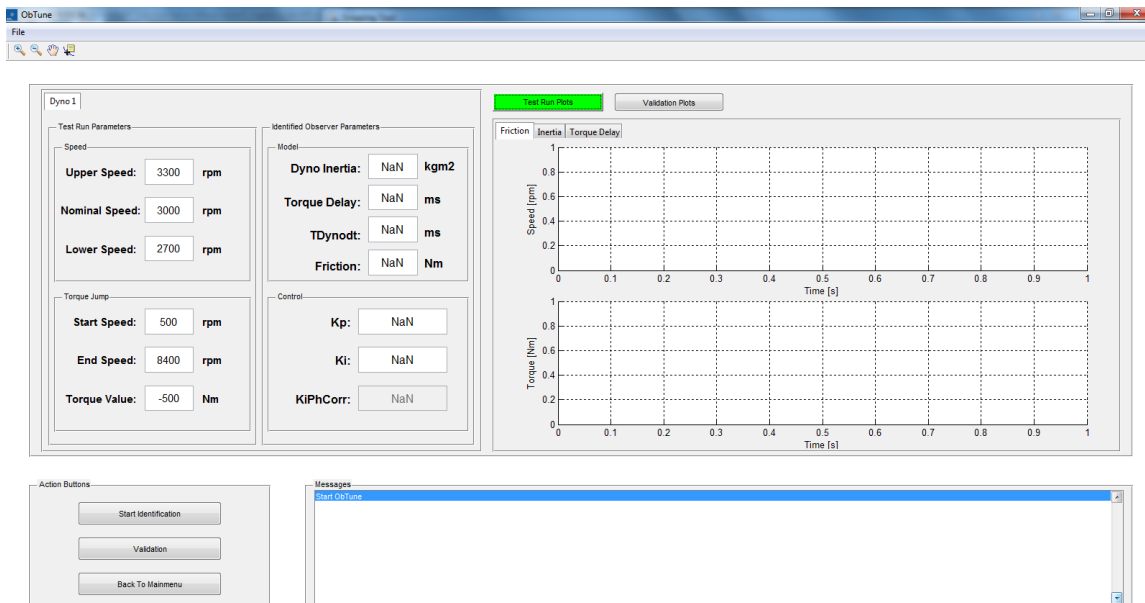 ObTune
File
Dyno 1
Test Run Parameters
Speed
Upper Speed: 3300 rpm
Nominal Speed: 3000 rpm
Lower Speed: 2700 rpm
Torque Jump
Start Speed: 500 rpm
End Speed: 8400 rpm
Torque Value: -500 Nm
Identified Observer Parameters
Model
Dyno Inertia: NaN kgm2
Torque Delay: NaN ms
TDynodt: NaN ms
Friction: NaN Nm
Control
Kp: NaN
Ki: NaN
KiPhCorr: NaN
Test Run Plots Validation Plots
Friction Inertia Torque Delay
Speed [rpm]
1
0.8
0.6
0.4
0.2
0
0 0.1 0.2 0.3 0.4 0.5 0.6 0.7 0.8 0.9 1
Time [s]
Torque [Nm]
1
0.8
0.6
0.4
0.2
0
0 0.1 0.2 0.3 0.4 0.5 0.6 0.7 0.8 0.9 1
Time [s]
Action Buttons
Start Identification
Validation
Back To Mainmenu
Messages
Start ObTune